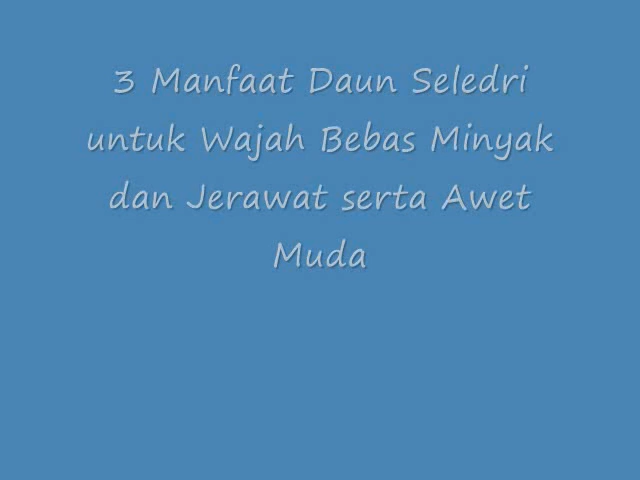 3 Manfaat Daun Seledri
untuk Wajah Bebas Minyak
dan Jerawat serta Awet
Muda